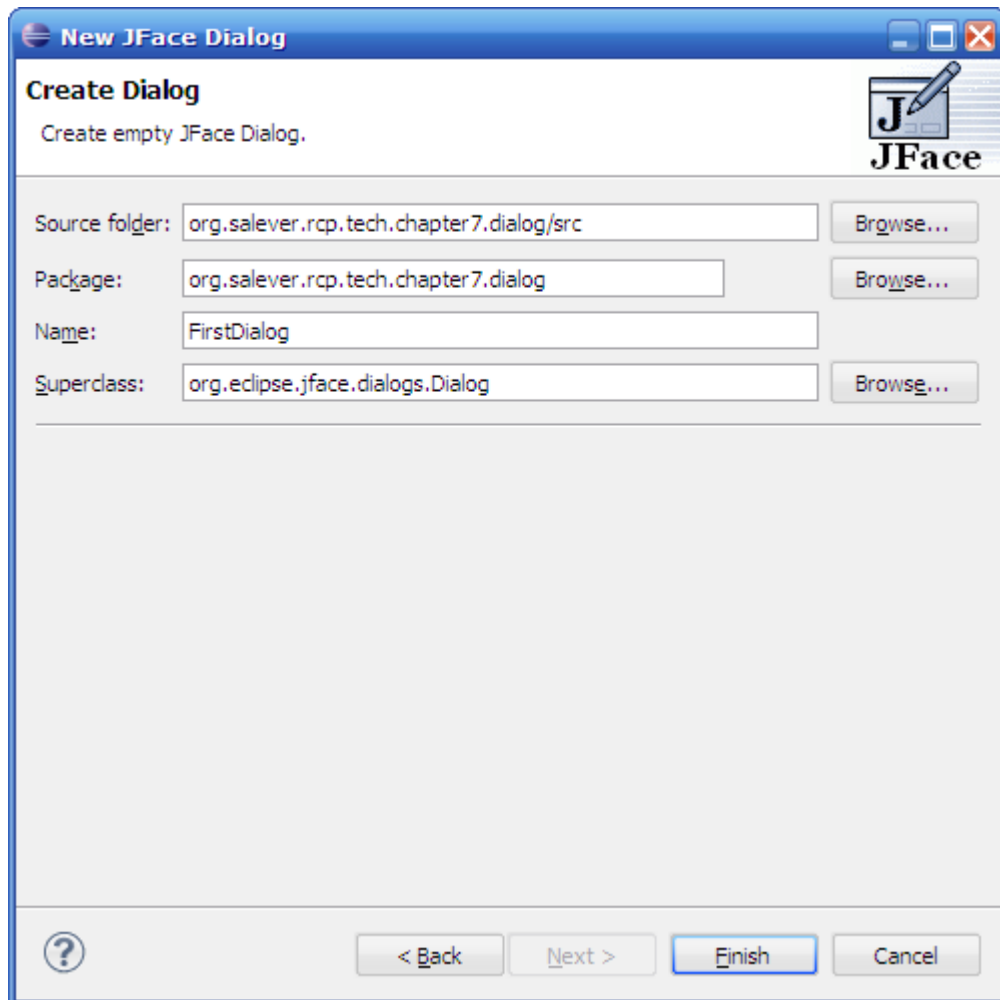 New JFace Dialog
Create Dialog
Create empty JFace Dialog.
J
JFace
Source folder: org.salever.rcp.tech.chapter7.dialog/src Browse...
Package: org.salever.rcp.tech.chapter7.dialog Browse...
Name: FirstDialog
Superclass: org.eclipse.jface.dialogs.Dialog Browse...
? < Back Next > Finish Cancel